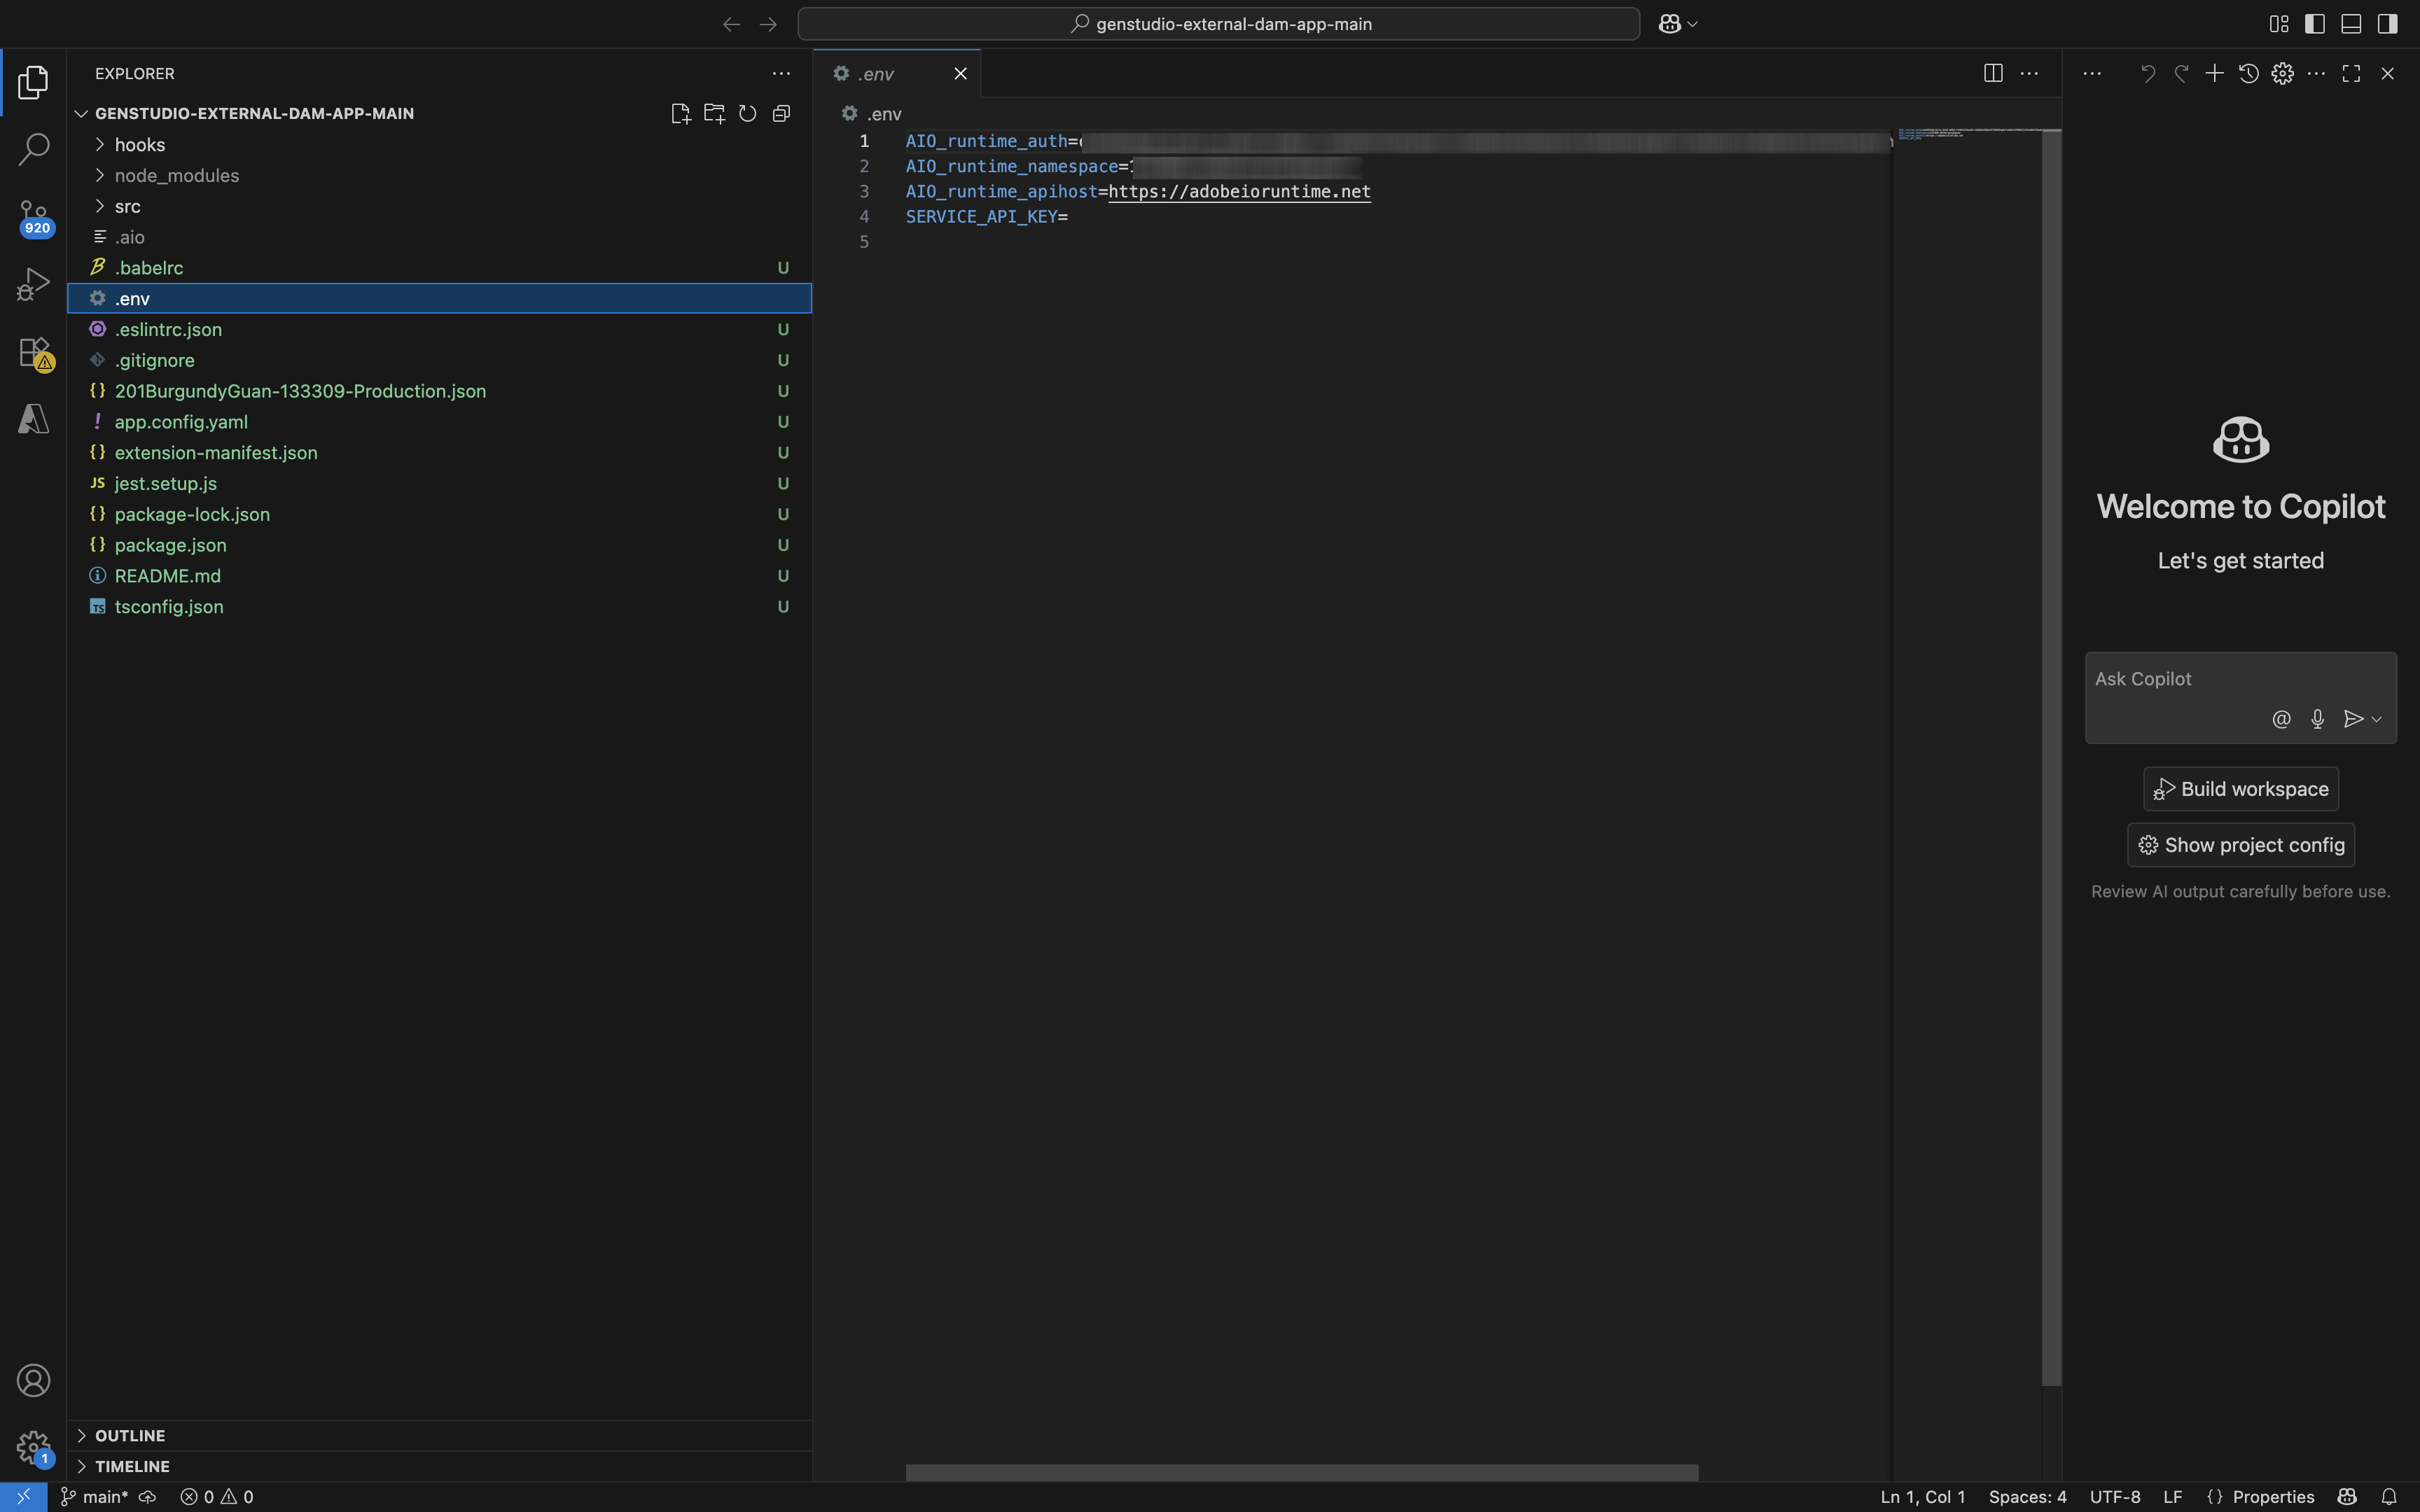 genstudio-external-dam-app-main
EXPLORER
GENSTUDIO-EXTERNAL-DAM-APP-MAIN
hooks
node_modules
src
.aio
.babelrc U
.env
.eslintrc.json U
.gitignore U
201BurgundyGuan-133309-Production.json U
app.config.yaml U
extension-manifest.json U
jest.setup.js U
package-lock.json U
package.json U
README.md U
tsconfig.json U
920
1
OUTLINE
TIMELINE
.env
.env
1 AIO_runtime_auth=
2 AIO_runtime_namespace=
3 AIO_runtime_apihost=https://adobeioruntime.net
4 SERVICE_API_KEY=
5
Welcome to Copilot
Let's get started
Ask Copilot
Build workspace
Show project config
Review AI output carefully before use.
main* 0 0
Ln 1, Col 1 Spaces: 4 UTF-8 LF {} Properties